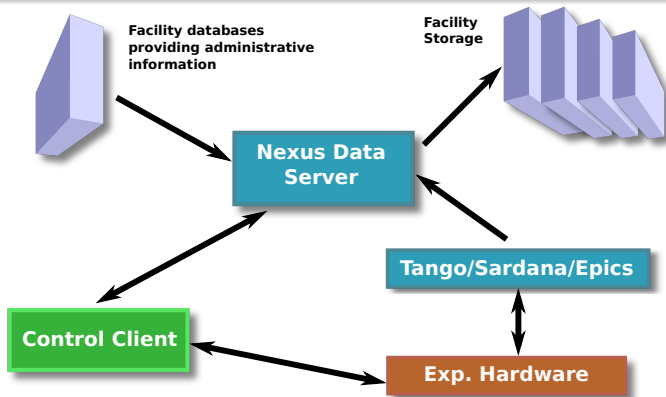 Facility databases
providing administrative
information
Facility
Storage
Nexus Data
Server
Tango/Sardana/Epics
Control Client
Exp. Hardware